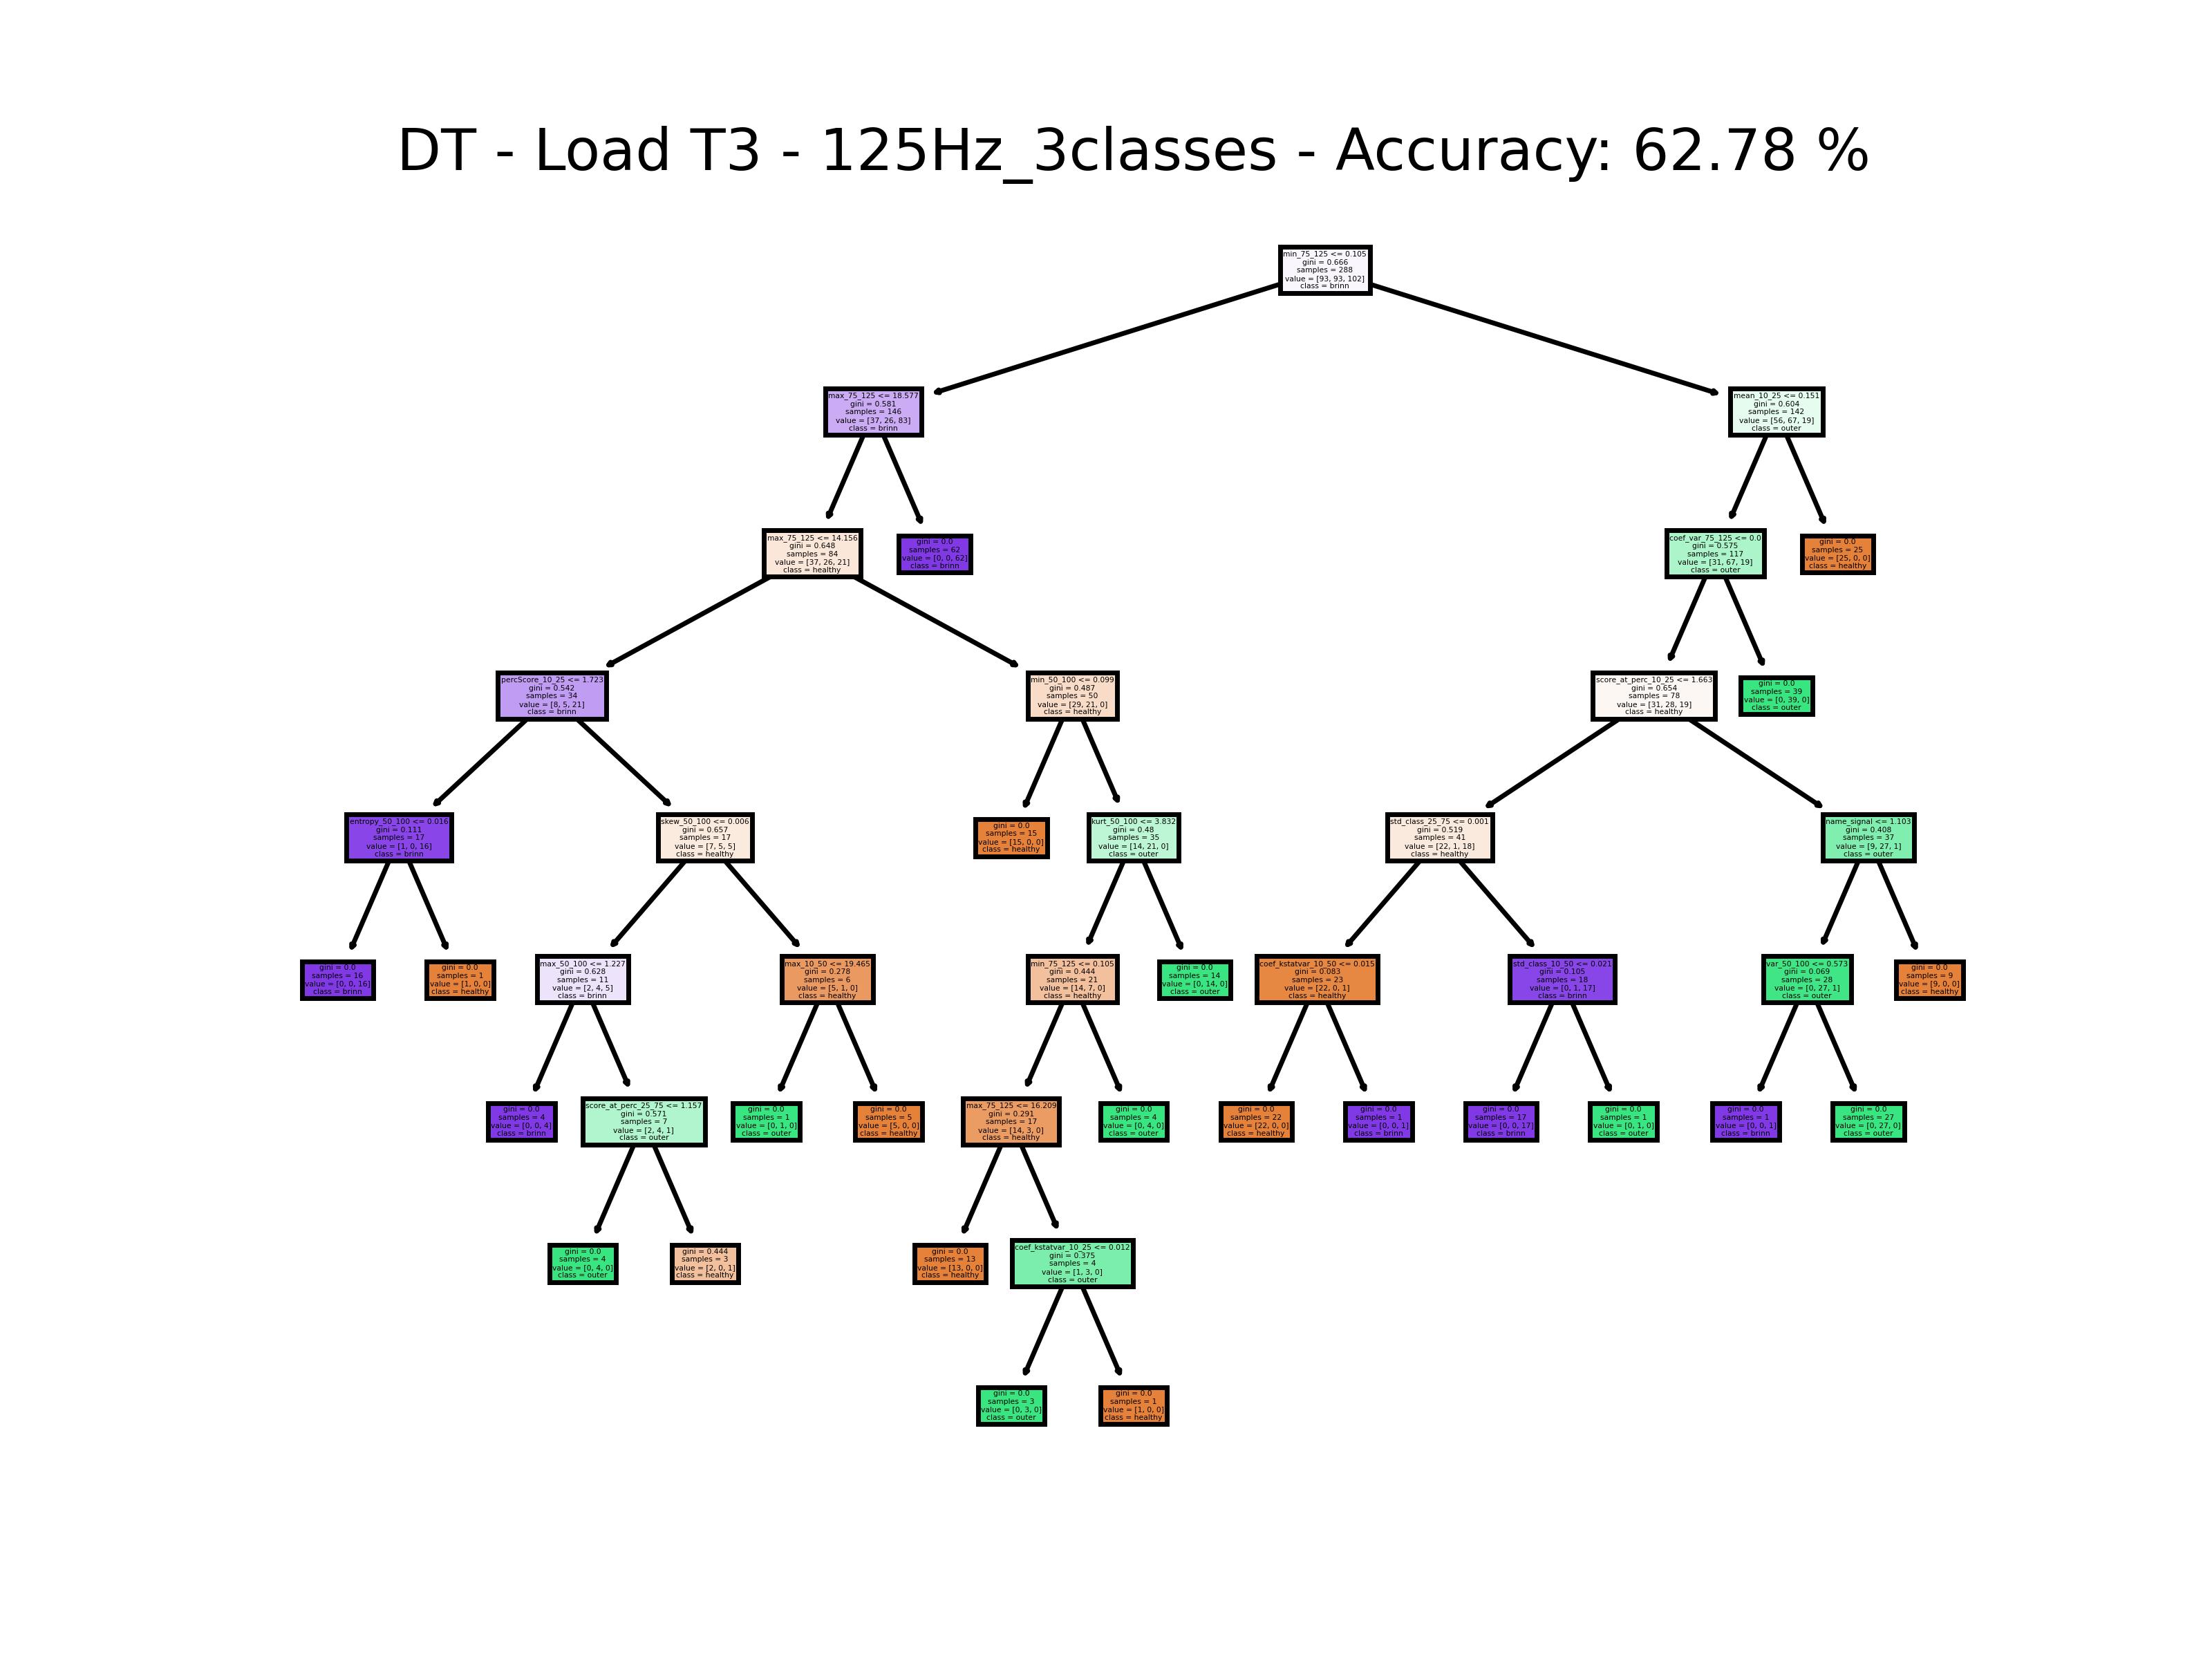 DT - Load T3 - 125Hz_3classes - Accuracy: 62.78 %
min_75_125 <= 0.105
gini = 0.666
samples = 288
value = [93, 93, 102]
class = brinn
max_75_125 <= 18.577
gini = 0.581
samples = 146
value = [37, 26, 83]
class = brinn
mean_10_25 <= 0.151
gini = 0.604
samples = 142
value = [56, 67, 19]
class = outer
max_75_125 <= 14.156
gini = 0.648
samples = 84
value = [37, 26, 21]
class = healthy
gini = 0.0
samples = 62
value = [0, 0, 62]
class = brinn
coef_var_75_125 <= 0.0
gini = 0.575
samples = 117
value = [31, 67, 19]
class = outer
gini = 0.0
samples = 25
value = [25, 0, 0]
class = healthy
percScore_10_25 <= 1.723
gini = 0.542
samples = 34
value = [8, 5, 21]
class = brinn
min_50_100 <= 0.099
gini = 0.487
samples = 50
value = [29, 21, 0]
class = healthy
score_at_perc_10_25 <= 1.663
gini = 0.654
samples = 78
value = [31, 28, 19]
class = healthy
gini = 0.0
samples = 39
value = [0, 39, 0]
class = outer
entropy_50_100 <= 0.016
gini = 0.111
samples = 17
value = [1, 0, 16]
class = brinn
skew_50_100 <= 0.006
gini = 0.657
samples = 17
value = [7, 5, 5]
class = healthy
gini = 0.0
samples = 15
value = [15, 0, 0]
class = healthy
kurt_50_100 <= 3.832
gini = 0.48
samples = 35
value = [14, 21, 0]
class = outer
std_class_25_75 <= 0.001
gini = 0.519
samples = 41
value = [22, 1, 18]
class = healthy
name_signal <= 1.103
gini = 0.408
samples = 37
value = [9, 27, 1]
class = outer
gini = 0.0
samples = 16
value = [0, 0, 16]
class = brinn
gini = 0.0
samples = 1
value = [1, 0, 0]
class = healthy
max_50_100 <= 1.227
gini = 0.628
samples = 11
value = [2, 4, 5]
class = brinn
max_10_50 <= 19.465
gini = 0.278
samples = 6
value = [5, 1, 0]
class = healthy
min_75_125 <= 0.105
gini = 0.444
samples = 21
value = [14, 7, 0]
class = healthy
gini = 0.0
samples = 14
value = [0, 14, 0]
class = outer
coef_kstatvar_10_25 <= 0.015
gini = 0.083
samples = 23
value = [22, 0, 1]
class = healthy
std_class_10_50 <= 0.021
gini = 0.105
samples = 18
value = [0, 1, 17]
class = brinn
var_50_100 <= 0.573
gini = 0.069
samples = 28
value = [0, 27, 1]
class = outer
gini = 0.0
samples = 9
value = [9, 0, 0]
class = healthy
gini = 0.0
samples = 4
value = [0, 0, 4]
class = brinn
score_at_perc_25_75 <= 1.157
gini = 0.571
samples = 7
value = [2, 4, 1]
class = outer
gini = 0.0
samples = 1
value = [0, 1, 0]
class = outer
gini = 0.0
samples = 5
value = [5, 0, 0]
class = healthy
max_75_125 <= 16.209
gini = 0.291
samples = 17
value = [14, 3, 0]
class = healthy
gini = 0.0
samples = 4
value = [0, 4, 0]
class = outer
gini = 0.0
samples = 22
value = [22, 0, 0]
class = healthy
gini = 0.0
samples = 1
value = [0, 0, 1]
class = brinn
gini = 0.0
samples = 17
value = [0, 0, 17]
class = brinn
gini = 0.0
samples = 1
value = [0, 1, 0]
class = outer
gini = 0.0
samples = 1
value = [0, 0, 1]
class = brinn
gini = 0.0
samples = 27
value = [0, 27, 0]
class = outer
gini = 0.0
samples = 4
value = [0, 4, 0]
class = outer
gini = 0.444
samples = 3
value = [2, 0, 1]
class = healthy
gini = 0.0
samples = 13
value = [13, 0, 0]
class = healthy
coef_kstatvar_10_25 <= 0.012
gini = 0.375
samples = 4
value = [1, 3, 0]
class = outer
gini = 0.0
samples = 3
value = [0, 3, 0]
class = outer
gini = 0.0
samples = 1
value = [1, 0, 0]
class = healthy